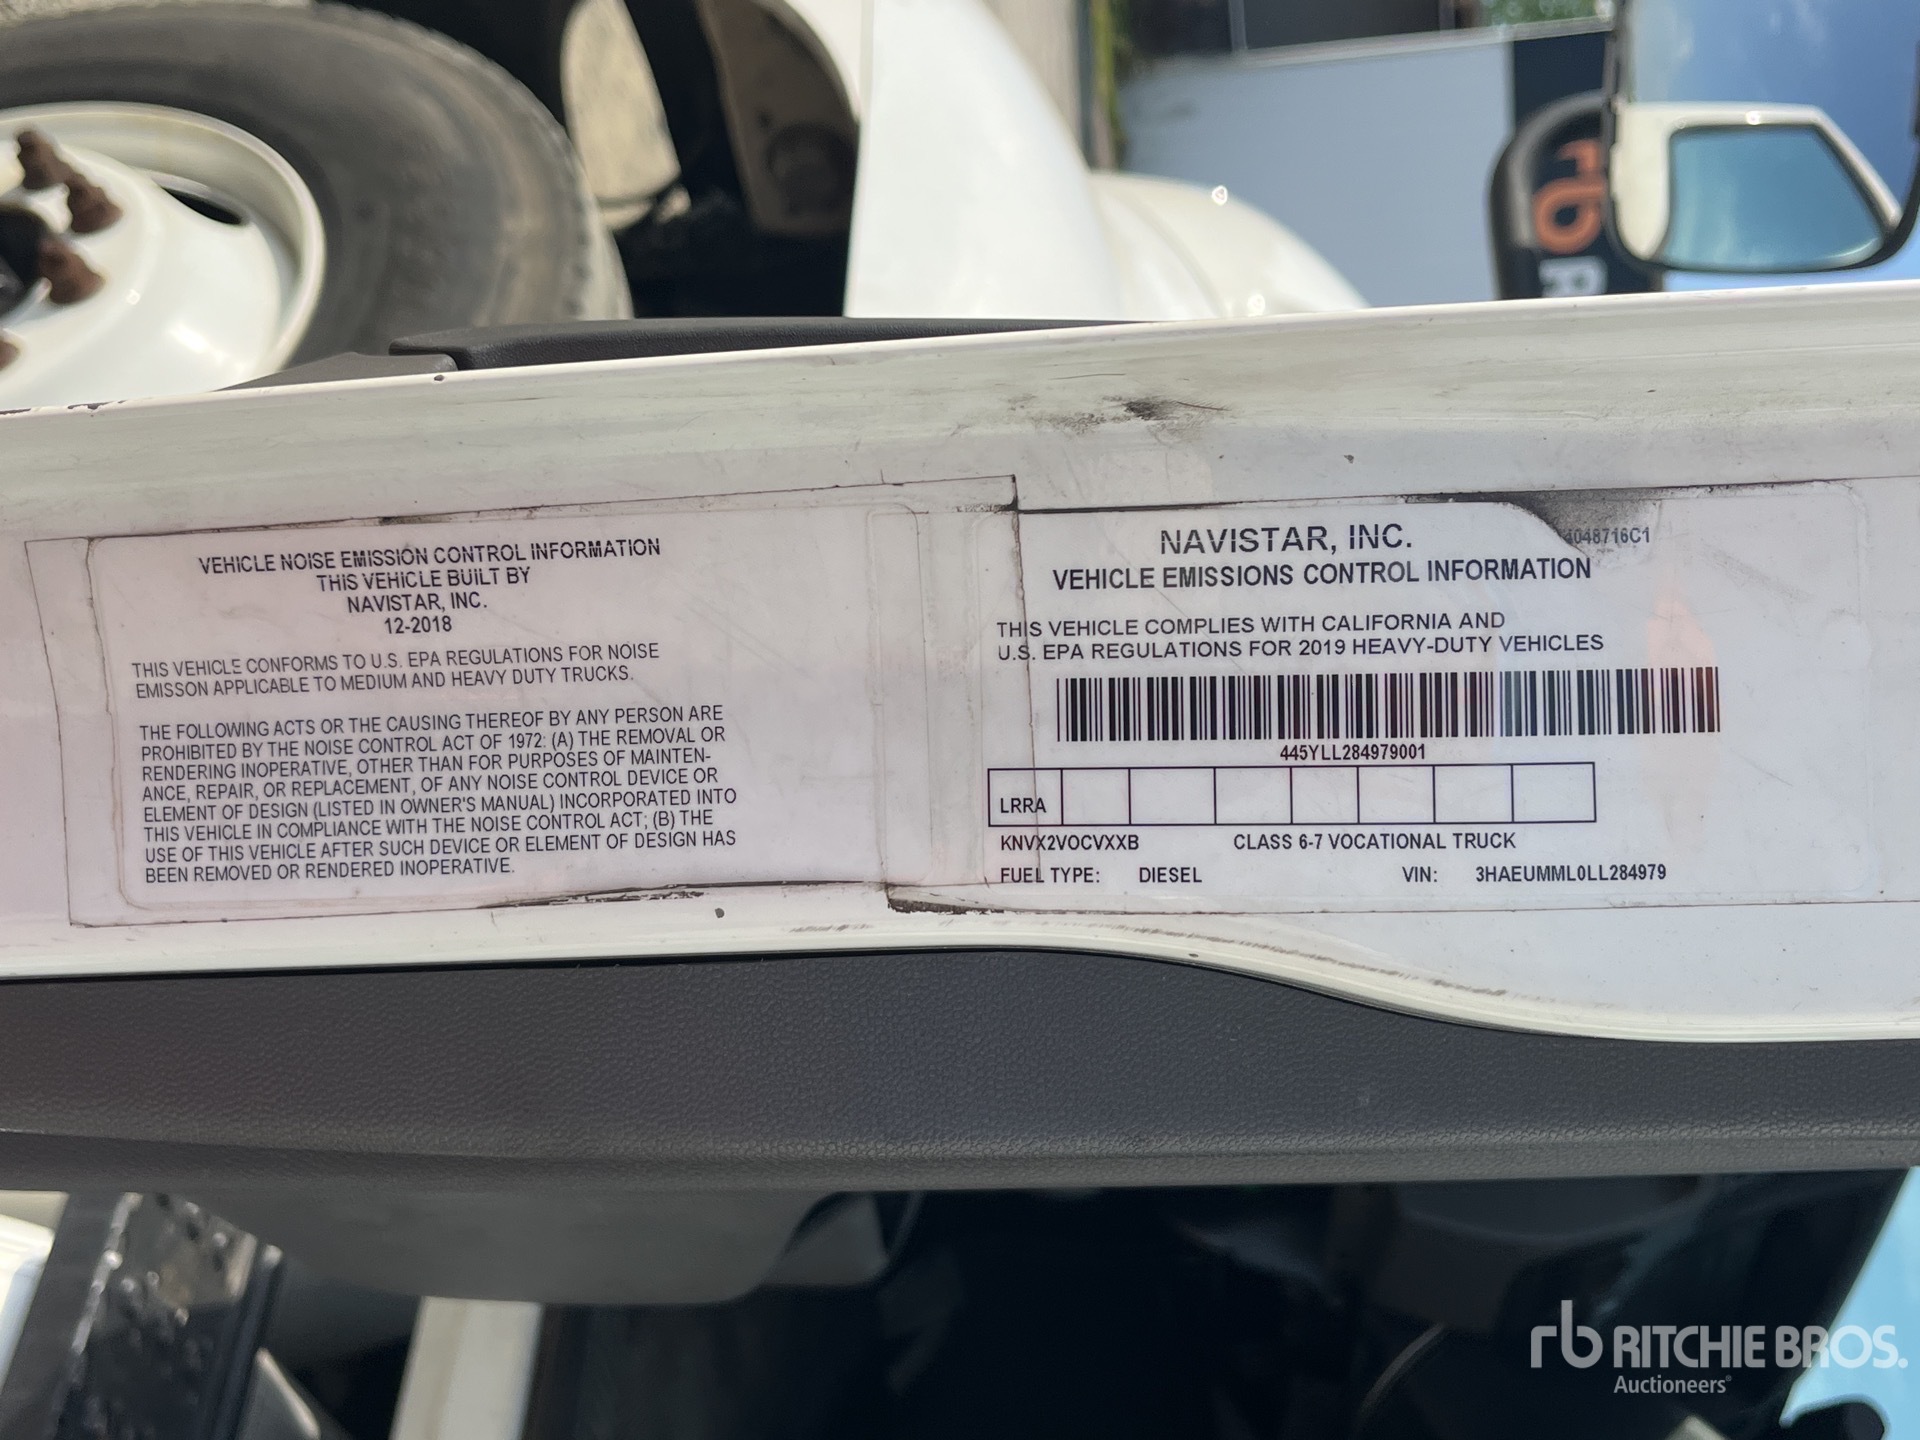 VEHICLE NOISE EMISSION CONTROL INFORMATION
THIS VEHICLE BUILT BY
NAVISTAR, INC.
12-2018
THIS VEHICLE CONFORMS TO U.S. EPA REGULATIONS FOR NOISE
EMISSON APPLICABLE TO MEDIUM AND HEAVY DUTY TRUCKS.
THE FOLLOWING ACTS OR THE CAUSING THEREOF BY ANY PERSON ARE
PROHIBITED BY THE NOISE CONTROL ACT OF 1972: (A) THE REMOVAL OR
RENDERING INOPERATIVE, OTHER THAN FOR PURPOSES OF MAINTEN-
ANCE, REPAIR, OR REPLACEMENT, OF ANY NOISE CONTROL DEVICE OR
ELEMENT OF DESIGN (LISTED IN OWNER'S MANUAL) INCORPORATED INTO
THIS VEHICLE IN COMPLIANCE WITH THE NOISE CONTROL ACT; (B) THE
USE OF THIS VEHICLE AFTER SUCH DEVICE OR ELEMENT OF DESIGN HAS
BEEN REMOVED OR RENDERED INOPERATIVE.
NAVISTAR, INC.
4048716C1
VEHICLE EMISSIONS CONTROL INFORMATION
THIS VEHICLE COMPLIES WITH CALIFORNIA AND
U.S. EPA REGULATIONS FOR 2019 HEAVY-DUTY VEHICLES
445YLL284979001
LRRA
KNVX2VOCVXXB CLASS 6-7 VOCATIONAL TRUCK
FUEL TYPE: DIESEL VIN: 3HAEUMML0LL284979
rb RITCHIE BROS.
Auctioneers
rb R